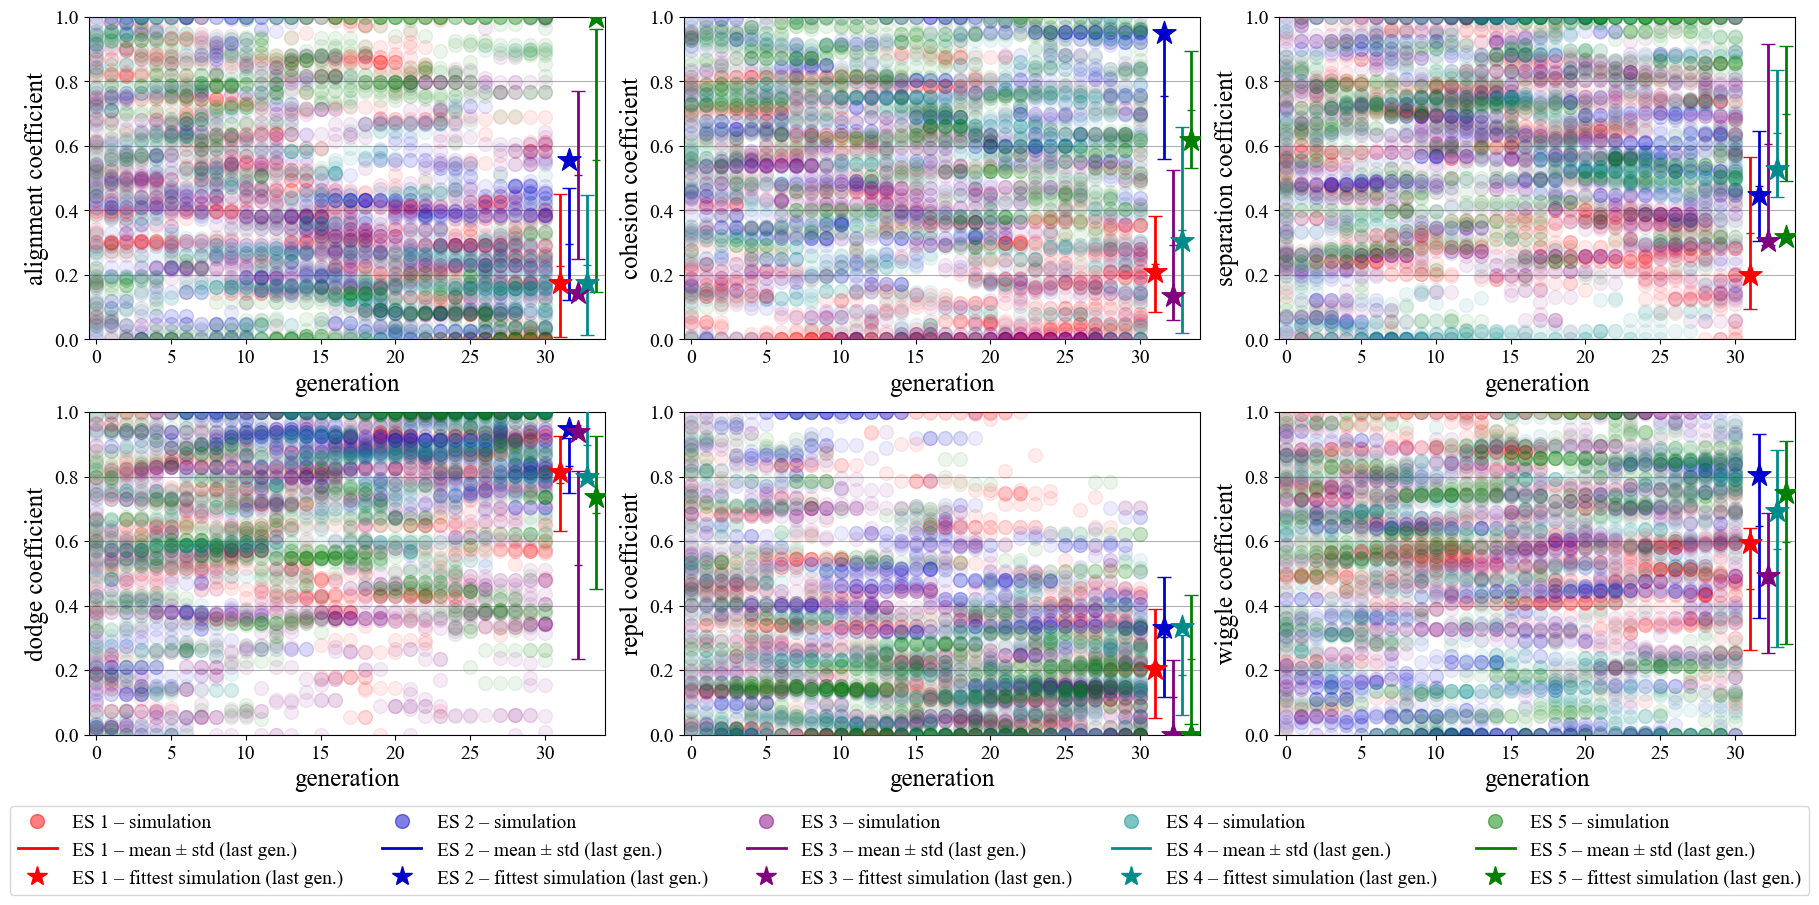 1.0
0.8
0.6
0.4
0.2
0.0
alignment coefficient
0 5 10 15 20 25 30
generation
1.0
0.8
0.6
0.4
0.2
0.0
cohesion coefficient
0 5 10 15 20 25 30
generation
1.0
0.8
0.6
0.4
0.2
0.0
separation coefficient
0 5 10 15 20 25 30
generation
1.0
0.8
0.6
0.4
0.2
0.0
dodge coefficient
0 5 10 15 20 25 30
generation
1.0
0.8
0.6
0.4
0.2
0.0
repel coefficient
0 5 10 15 20 25 30
generation
1.0
0.8
0.6
0.4
0.2
0.0
wiggle coefficient
0 5 10 15 20 25 30
generation
ES 1 – simulation
ES 1 – mean ± std (last gen.)
ES 1 – fittest simulation (last gen.)
ES 2 – simulation
ES 2 – mean ± std (last gen.)
ES 2 – fittest simulation (last gen.)
ES 3 – simulation
ES 3 – mean ± std (last gen.)
ES 3 – fittest simulation (last gen.)
ES 4 – simulation
ES 4 – mean ± std (last gen.)
ES 4 – fittest simulation (last gen.)
ES 5 – simulation
ES 5 – mean ± std (last gen.)
ES 5 – fittest simulation (last gen.)